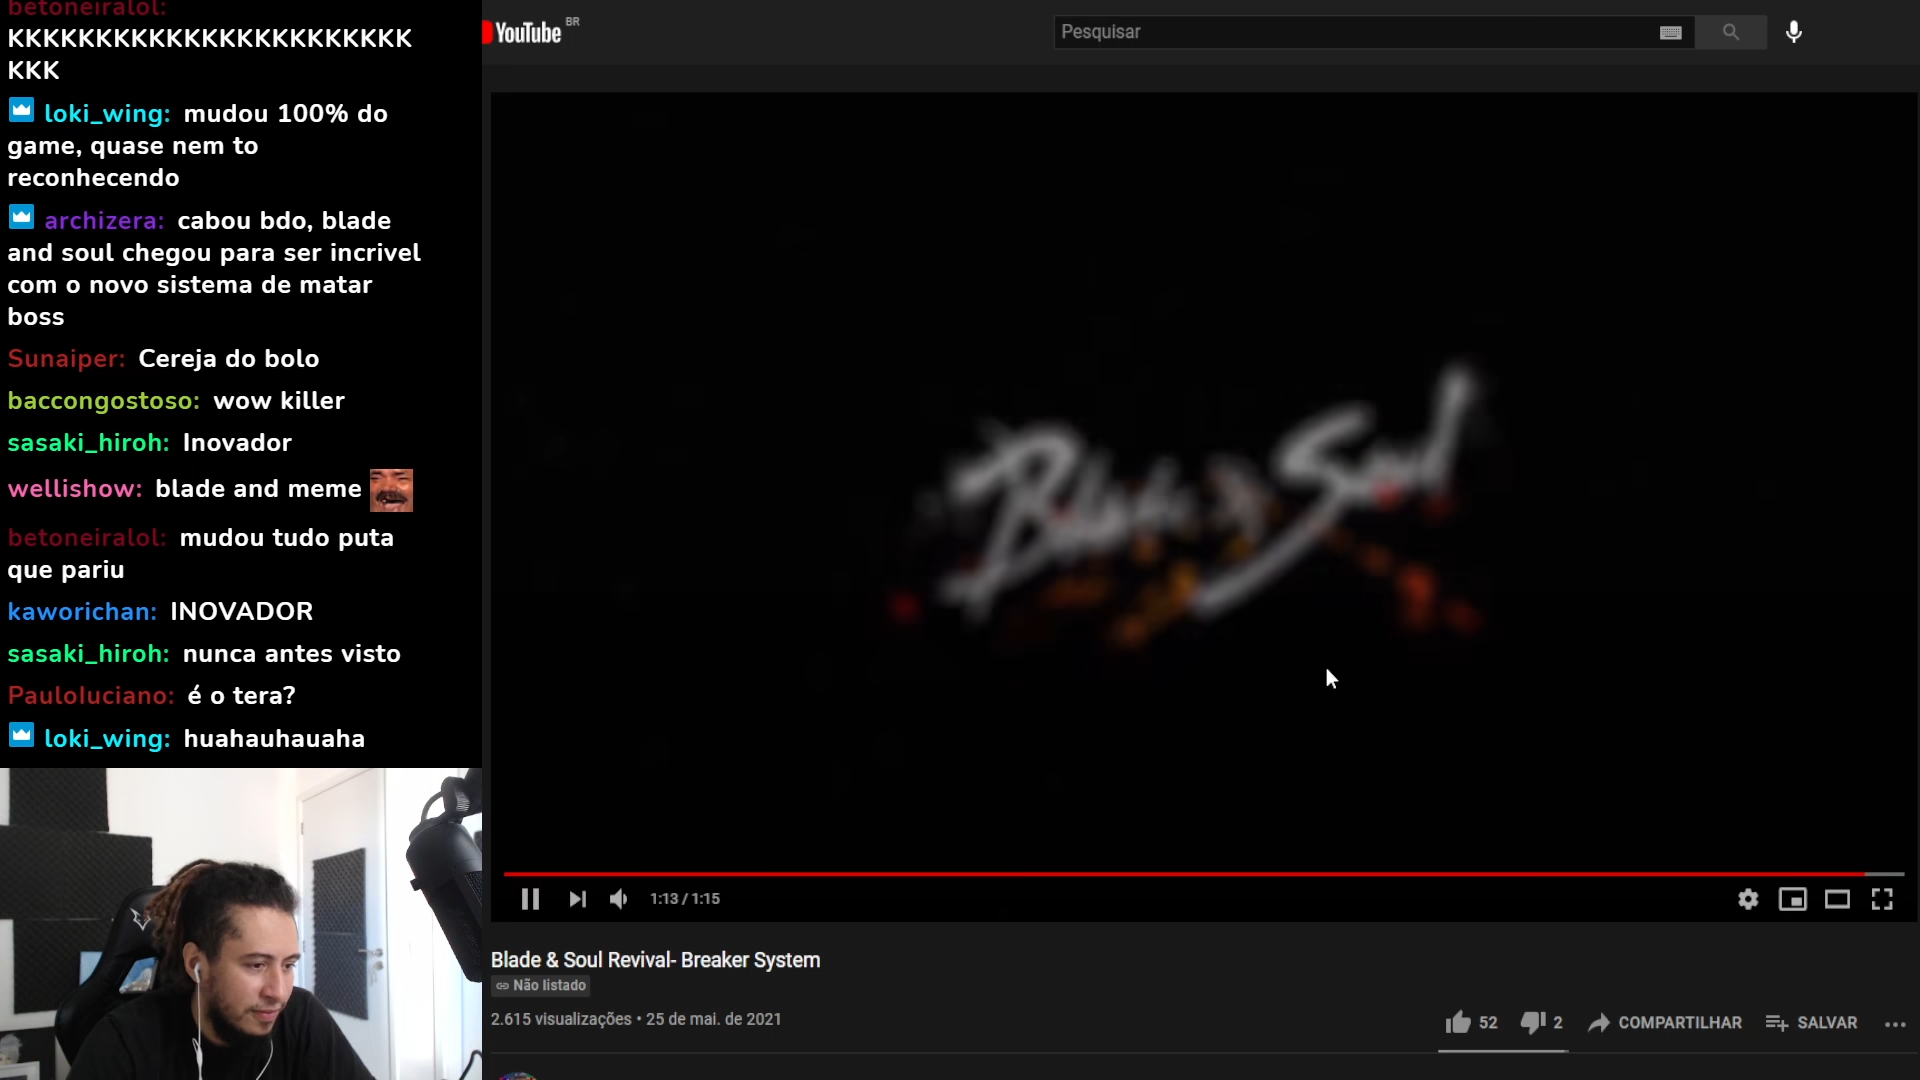 betoneiralol:
KKKKKKKKKKKKKKKKKKKKKKK
KKK
loki_wing: mudou 100% do
game, quase nem to
reconhecendo
archizera: cabou bdo, blade
and soul chegou para ser incrivel
com o novo sistema de matar
boss
Sunaiper: Cereja do bolo
baccongostoso: wow killer
sasaki_hiroh: Inovador
wellishow: blade and meme
betoneiralol: mudou tudo puta
que pariu
kaworichan: INOVADOR
sasaki_hiroh: nunca antes visto
Pauloluciano: é o tera?
loki_wing: huahauhauaha
YouTube BR
Pesquisar
Blade & Soul
1:13 / 1:15
Blade & Soul Revival- Breaker System
Não listado
2.615 visualizações • 25 de mai. de 2021
52
2
COMPARTILHAR
SALVAR